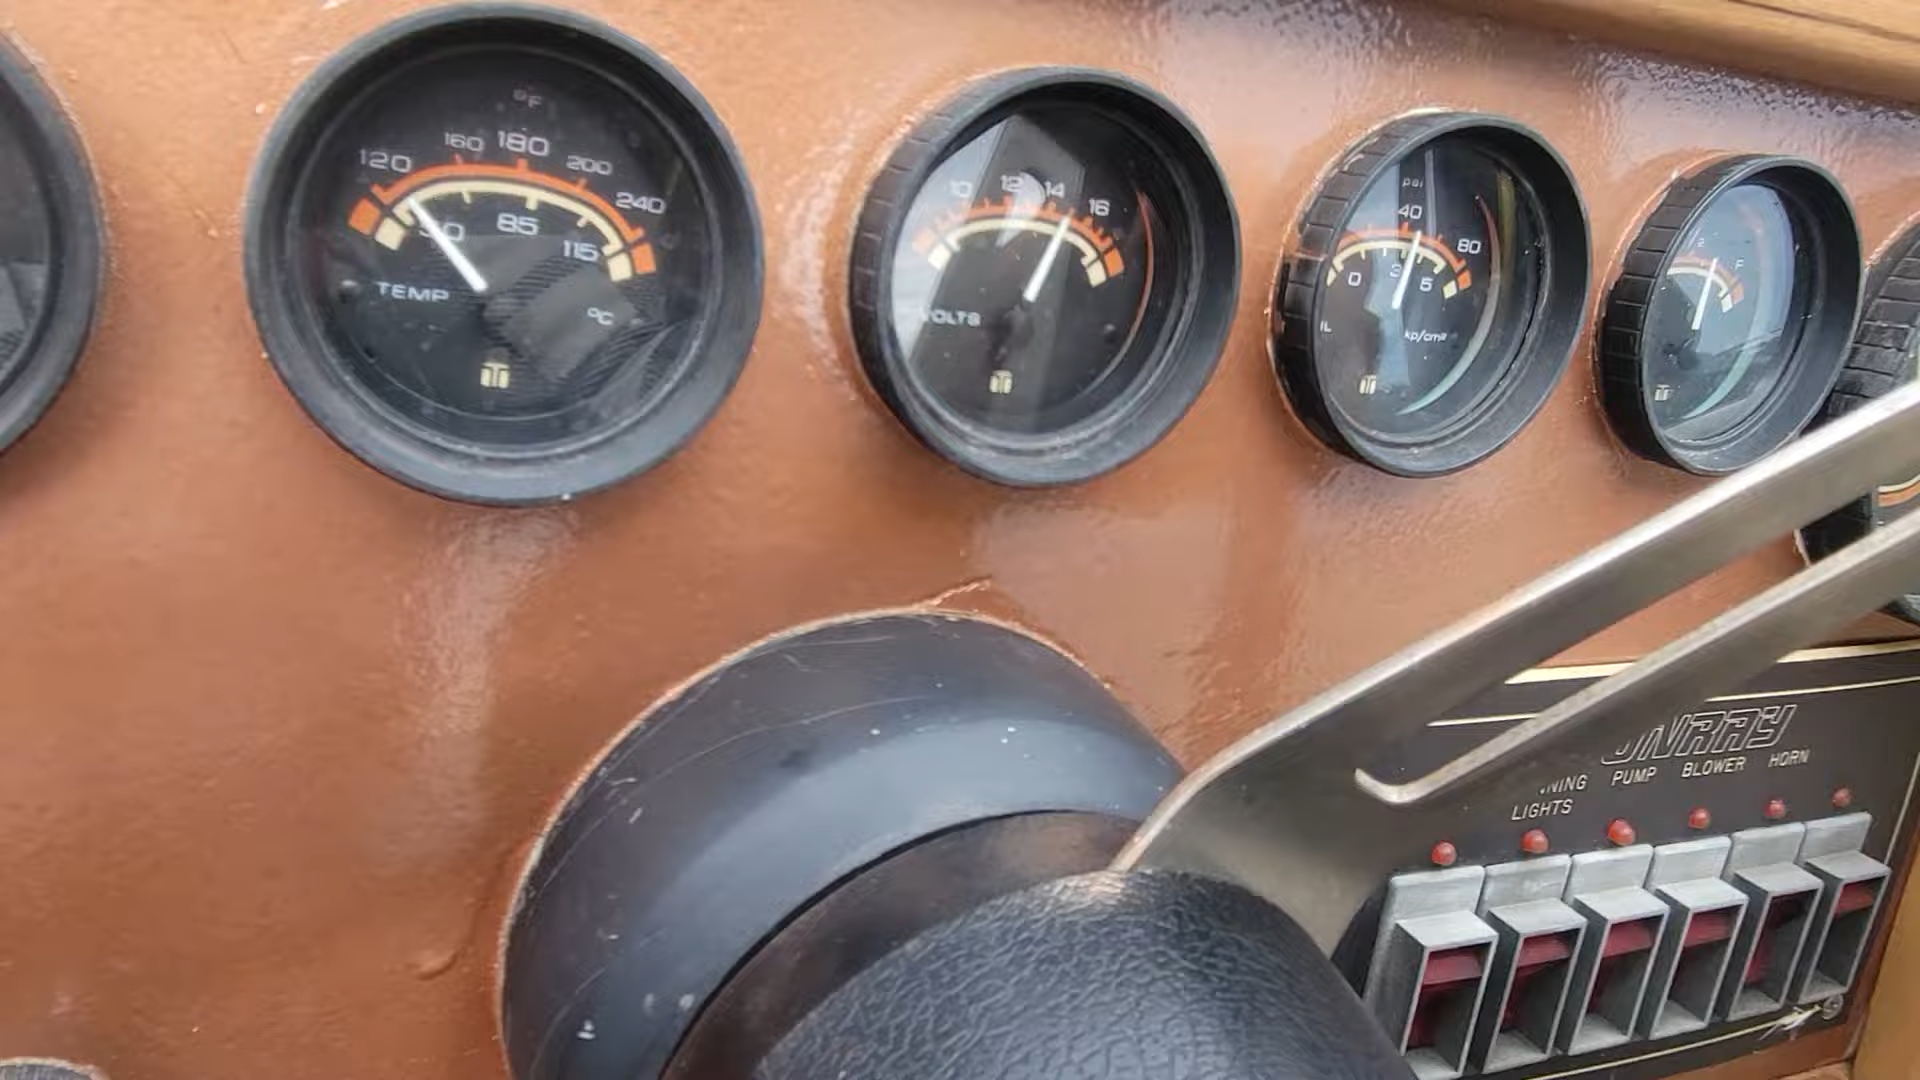 °F
120 160 180 200 240
85
115
TEMP
°C
10 12 14 16
VOLTS
psi
40
80
0 3 5
kp/cm²
F
PUMP BLOWER HORN
LIGHTS